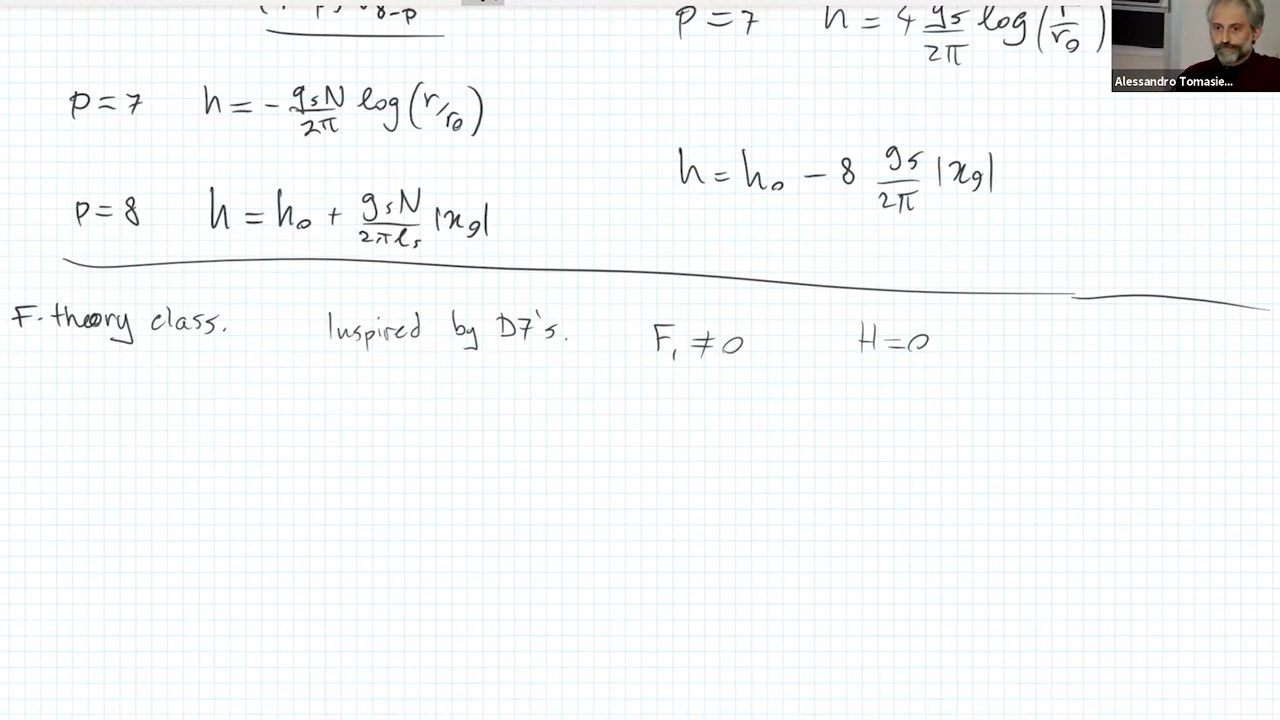 8-p
p = 7 h = 4 gs/2π log(r/r₀)
p = 7 h = - gsN/2π log(r/r₀)
h = h₀ - 8 gs/2π |x₉|
p = 8 h = h₀ + gsN/2πls |x₉|
F-theory class. Inspired by D7's. F₁ ≠ 0 H = 0
Alessandro Tomasie...